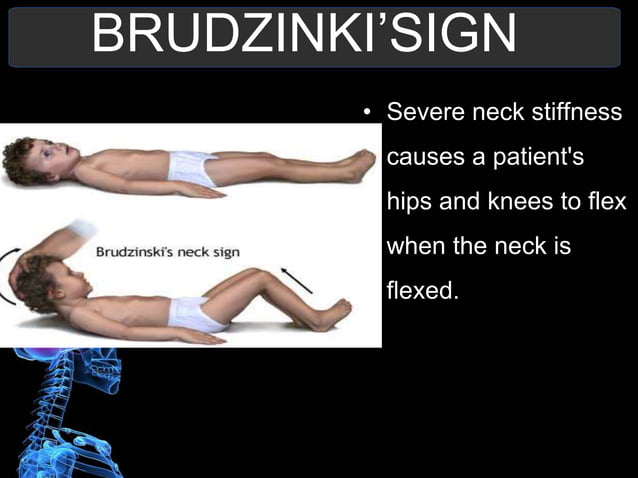 BRUDZINKI’SIGN
• Severe neck stiffness
causes a patient's
hips and knees to flex
when the neck is
flexed.
Brudzinski's neck sign